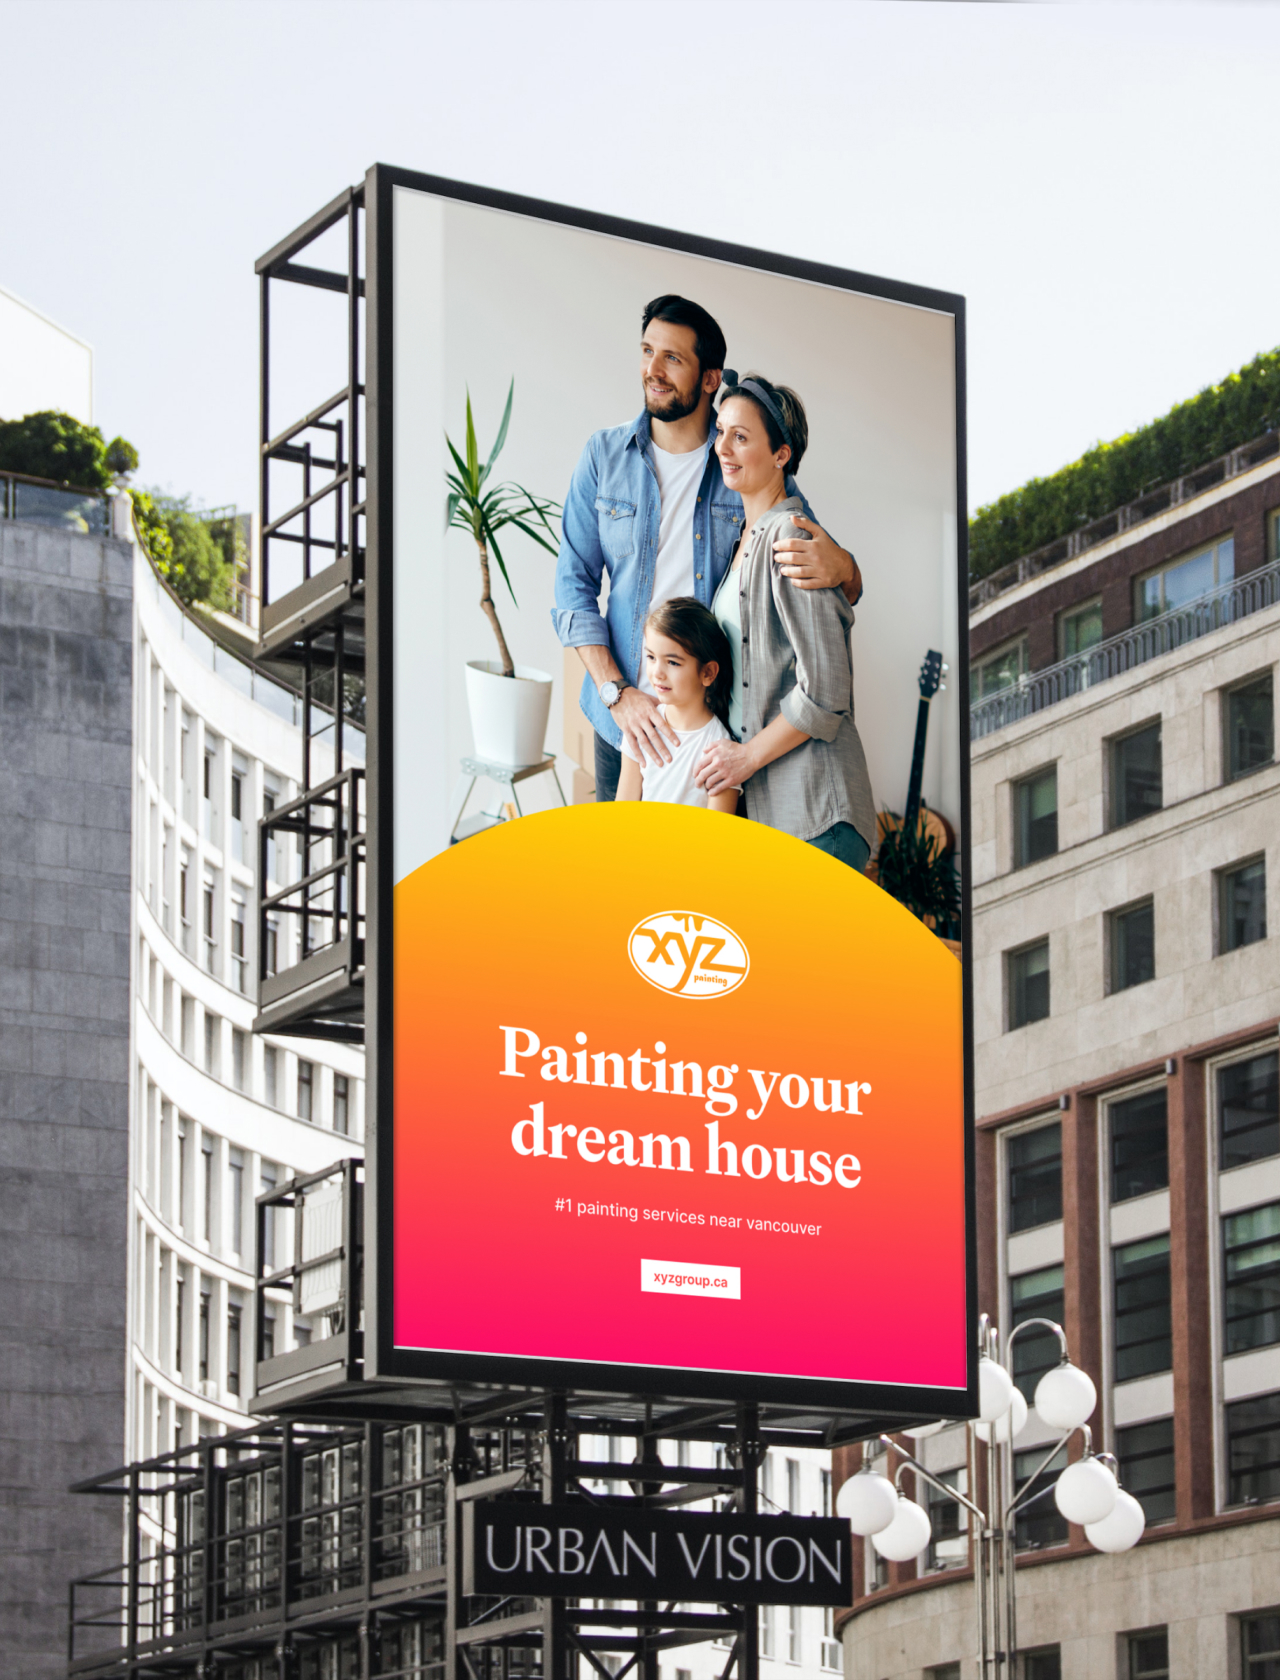 xyz
painting
Painting your
dream house
#1 painting services near vancouver
xyzgroup.ca
URBAN VISION